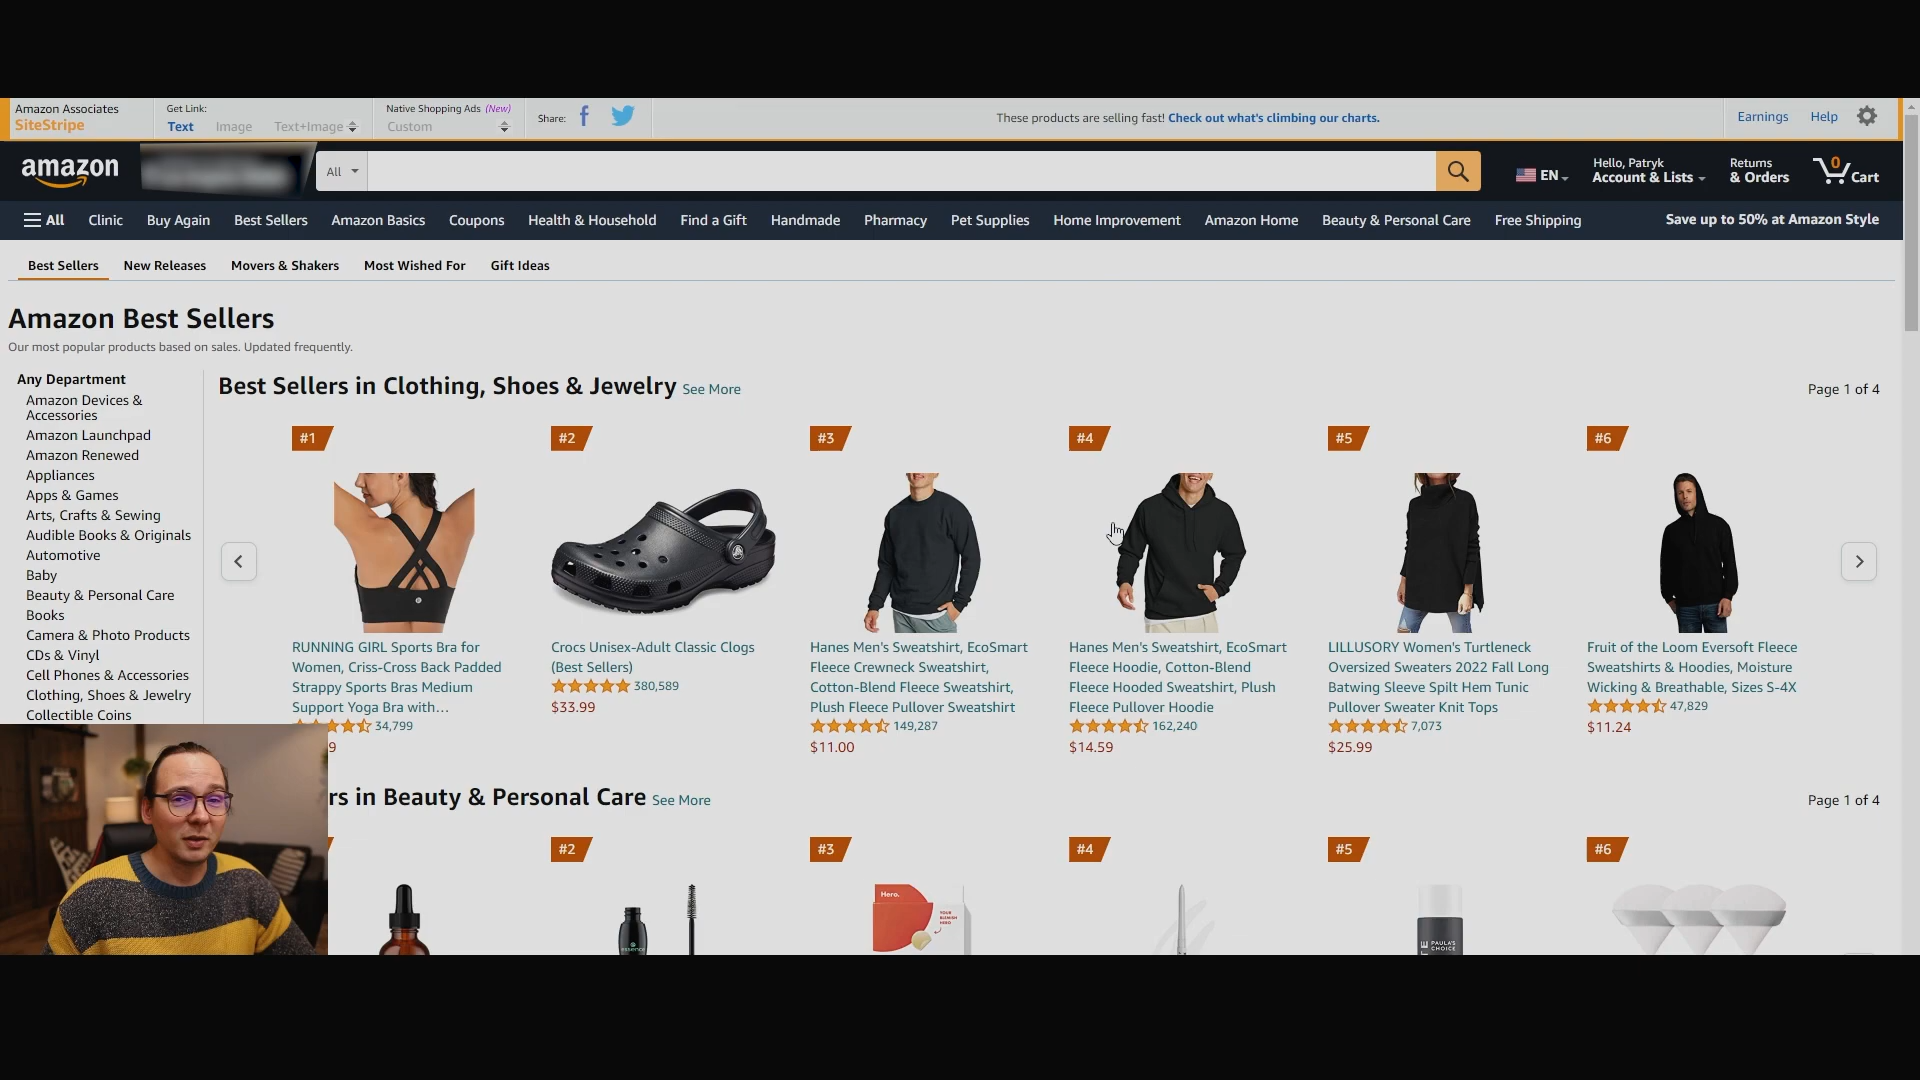 Amazon Associates
SiteStripe
Get Link:
Text Image Text+Image
Native Shopping Ads (New)
Custom
Share:
These products are selling fast! Check out what's climbing our charts.
Earnings Help
amazon
All
EN
Hello, Patryk
Account & Lists
Returns
& Orders
0
Cart
All Clinic Buy Again Best Sellers Amazon Basics Coupons Health & Household Find a Gift Handmade Pharmacy Pet Supplies Home Improvement Amazon Home Beauty & Personal Care Free Shipping Save up to 50% at Amazon Style
Best Sellers New Releases Movers & Shakers Most Wished For Gift Ideas
Amazon Best Sellers
Our most popular products based on sales. Updated frequently.
Any Department
Amazon Devices &
Accessories
Amazon Launchpad
Amazon Renewed
Appliances
Apps & Games
Arts, Crafts & Sewing
Audible Books & Originals
Automotive
Baby
Beauty & Personal Care
Books
Camera & Photo Products
CDs & Vinyl
Cell Phones & Accessories
Clothing, Shoes & Jewelry
Collectible Coins
Best Sellers in Clothing, Shoes & Jewelry See More
Page 1 of 4
#1
RUNNING GIRL Sports Bra for
Women, Criss-Cross Back Padded
Strappy Sports Bras Medium
Support Yoga Bra with…
34,799
9
#2
Crocs Unisex-Adult Classic Clogs
(Best Sellers)
380,589
$33.99
#3
Hanes Men's Sweatshirt, EcoSmart
Fleece Crewneck Sweatshirt,
Cotton-Blend Fleece Sweatshirt,
Plush Fleece Pullover Sweatshirt
149,287
$11.00
#4
Hanes Men's Sweatshirt, EcoSmart
Fleece Hoodie, Cotton-Blend
Fleece Hooded Sweatshirt, Plush
Fleece Pullover Hoodie
162,240
$14.59
#5
LILLUSORY Women's Turtleneck
Oversized Sweaters 2022 Fall Long
Batwing Sleeve Spilt Hem Tunic
Pullover Sweater Knit Tops
7,073
$25.99
#6
Fruit of the Loom Eversoft Fleece
Sweatshirts & Hoodies, Moisture
Wicking & Breathable, Sizes S-4X
47,829
$11.24
rs in Beauty & Personal Care See More
Page 1 of 4
#2
essence
#3
Hero.
YOUR
BLEMISH
HERO
#4
#5
PAULA'S
CHOICE
#6